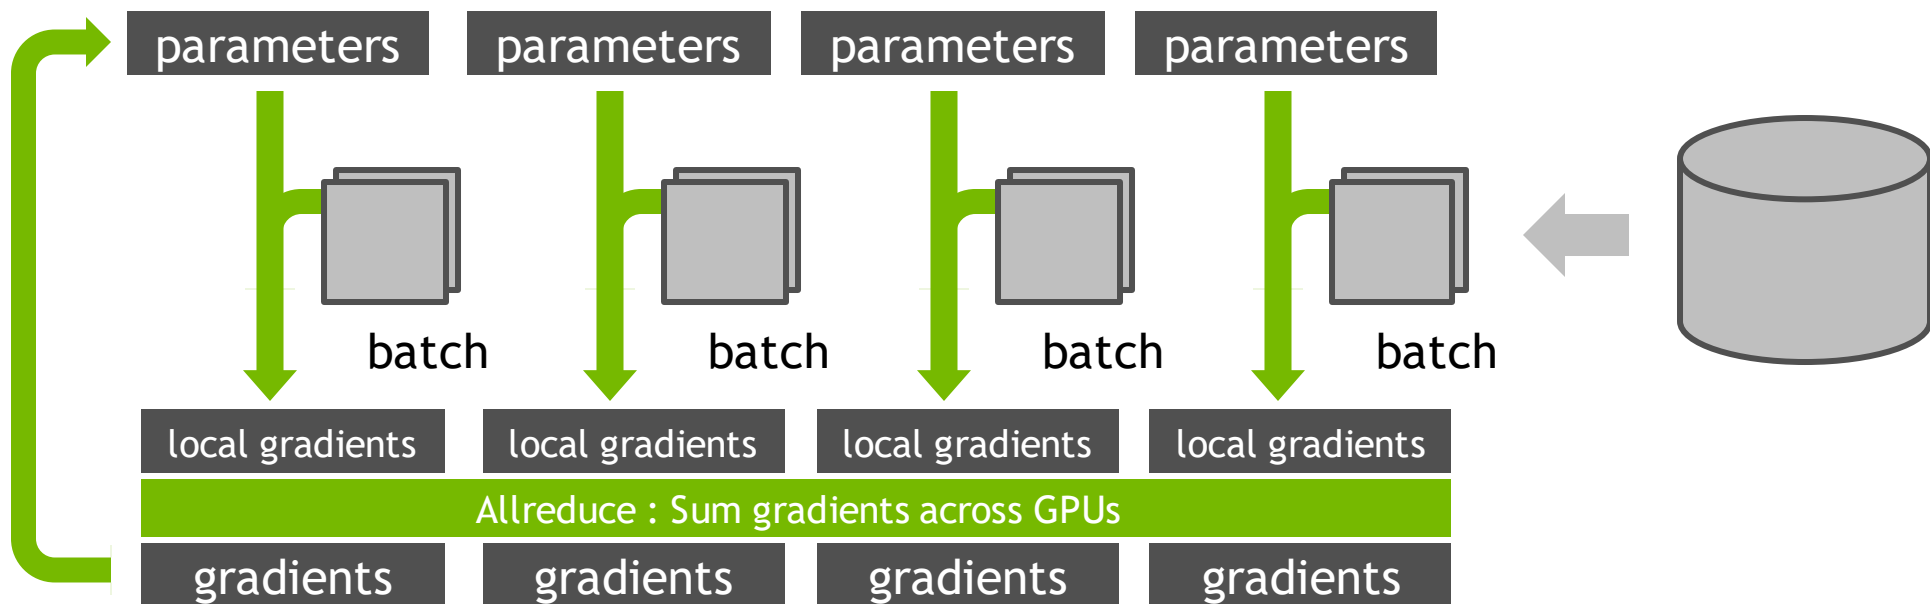 parameters parameters parameters parameters
batch batch batch batch
local gradients local gradients local gradients local gradients
Allreduce : Sum gradients across GPUs
gradients gradients gradients gradients